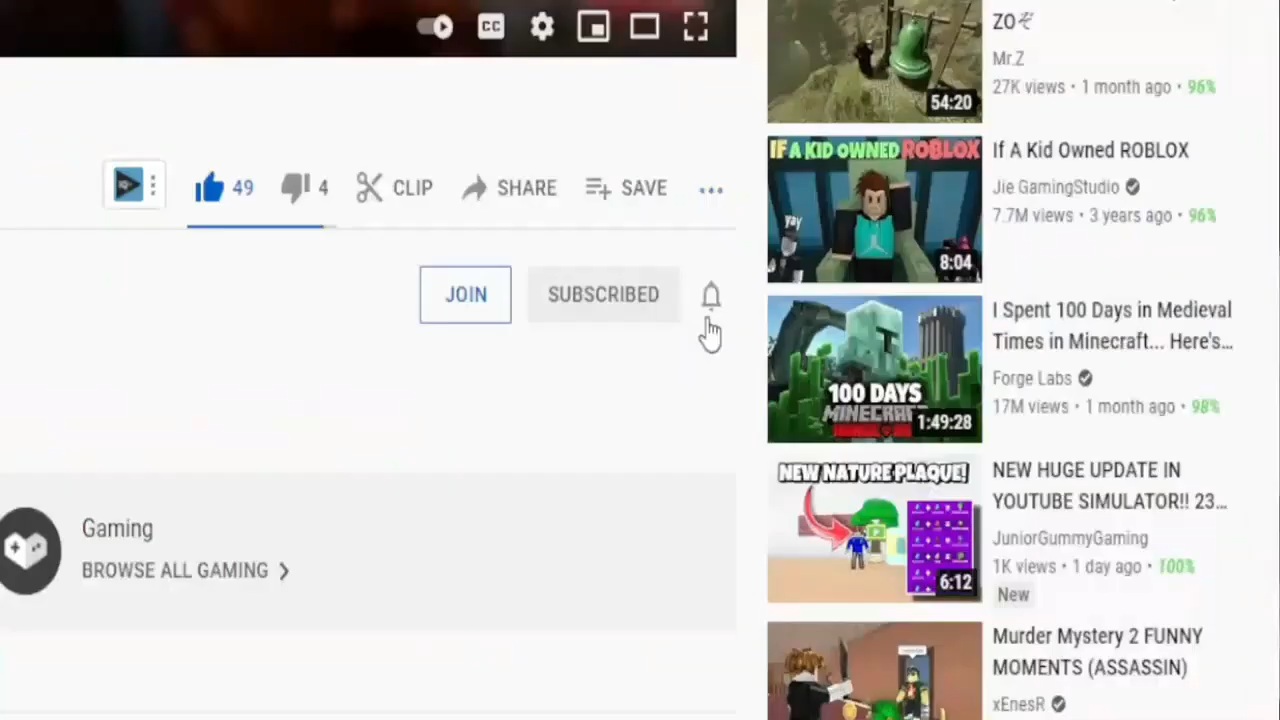 CC
49
4
CLIP
SHARE
SAVE
JOIN
SUBSCRIBED
Gaming
BROWSE ALL GAMING
54:20
ZOぞ
Mr.Z
27K views • 1 month ago • 96%
IF A KID OWNED ROBLOX
yay
8:04
If A Kid Owned ROBLOX
Jie GamingStudio
7.7M views • 3 years ago • 96%
100 DAYS
MINECRAFT
1:49:28
I Spent 100 Days in Medieval
Times in Minecraft... Here's...
Forge Labs
17M views • 1 month ago • 98%
NEW NATURE PLAQUE!
6:12
NEW HUGE UPDATE IN
YOUTUBE SIMULATOR!! 23...
JuniorGummyGaming
1K views • 1 day ago • 100%
New
Murder Mystery 2 FUNNY
MOMENTS (ASSASSIN)
xEnesR